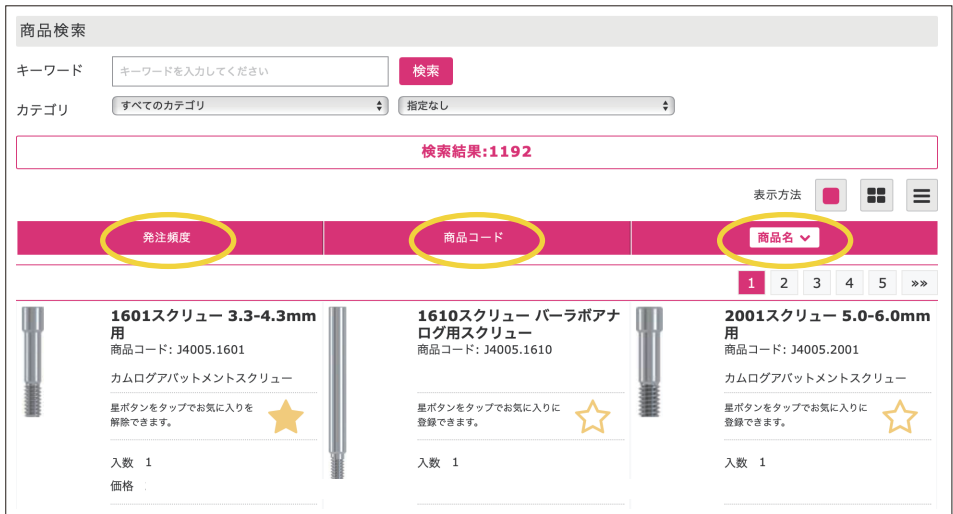 商品検索
キーワード
キーワードを入力してください
検索
カテゴリ
すべてのカテゴリ
指定なし
検索結果:1192
表示方法
発注頻度
商品コード
商品名
1 2 3 4 5 »»
1601スクリュー 3.3-4.3mm
用
商品コード: J4005.1601
カムログアバットメントスクリュー
星ボタンをタップでお気に入りを
解除できます。
入数 1
価格
1610スクリュー バーラボアナ
ログ用スクリュー
商品コード: J4005.1610
星ボタンをタップでお気に入りに
登録できます。
入数 1
2001スクリュー 5.0-6.0mm
用
商品コード: J4005.2001
カムログアバットメントスクリュー
星ボタンをタップでお気に入りに
登録できます。
入数 1